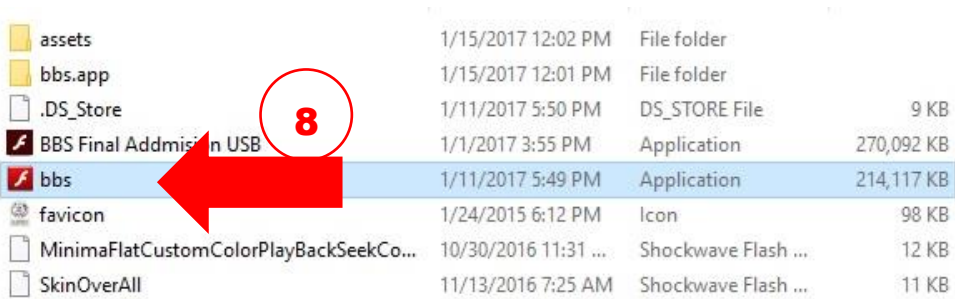 assets 1/15/2017 12:02 PM File folder
bbs.app 1/15/2017 12:01 PM File folder
.DS_Store 1/11/2017 5:50 PM DS_STORE File 9 KB
8
BBS Final Addmision USB 1/1/2017 3:55 PM Application 270,092 KB
bbs 1/11/2017 5:49 PM Application 214,117 KB
favicon 1/24/2015 6:12 PM Icon 98 KB
MinimaFlatCustomColorPlayBackSeekCo... 10/30/2016 11:31 ... Shockwave Flash ... 12 KB
SkinOverAll 11/13/2016 7:25 AM Shockwave Flash ... 11 KB